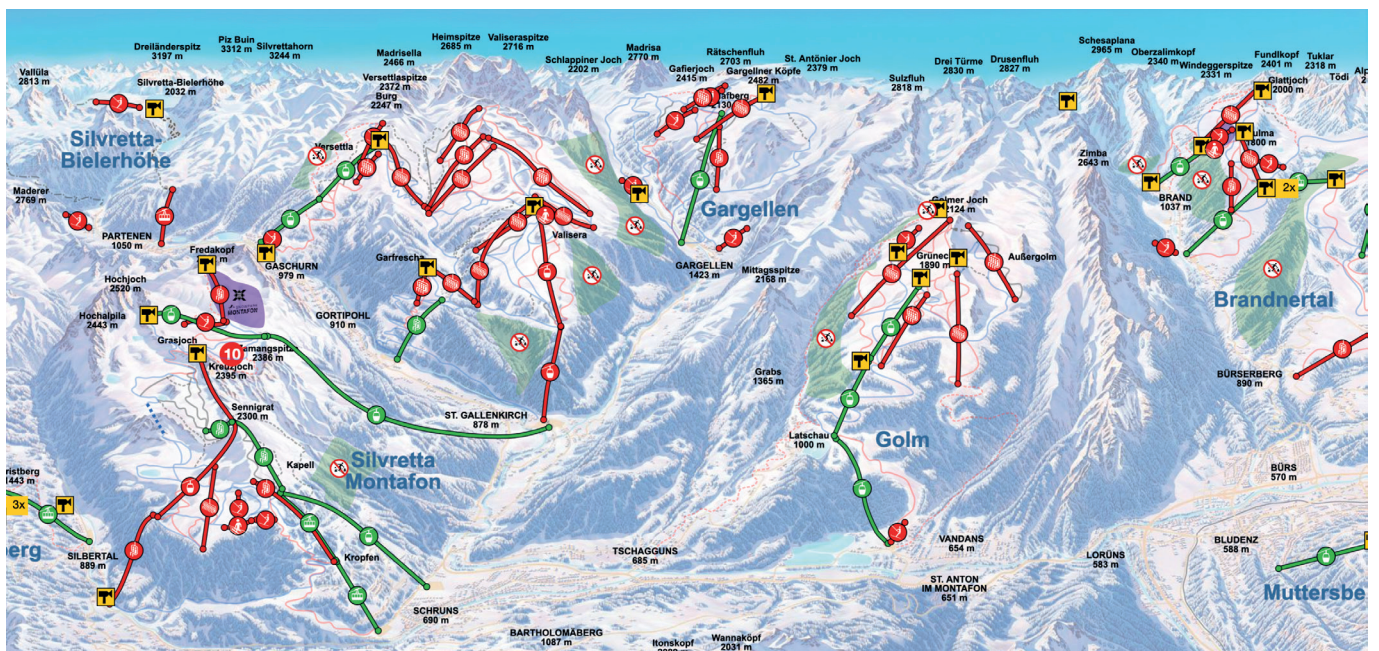 Dreiländerspitz
3197 m
Piz Buin
3312 m
Silvrettahorn
3244 m
Madrisella
2466 m
Heimspitze
2685 m
Valiseraspitze
2716 m
Schlappiner Joch
2202 m
Madrisa
2770 m
Rätschenfluh
2703 m
St. Antönier Joch
2379 m
Drei Türme
2830 m
Drusenfluh
2827 m
Schesaplana
2965 m
Oberzalimkopf
2340 m
Fundlkopf
2401 m
Tuklar
2318 m
Vallüla
2813 m
Silvretta-Bielerhöhe
2032 m
Versettlaspitze
2372 m
Burg
2247 m
Gafierjoch
2415 m
Gargellner Köpfe
2482 m
Sulzfluh
2818 m
Windeggerspitze
2331 m
Glattjoch
2000 m
Tödi
Silvretta-
Bielerhöhe
Versettla
1800 m
Zimba
2643 m
Maderer
2769 m
BRAND
1037 m
2x
Gargellen
2124 m
PARTENEN
1050 m
Valisera
Fredakopf
GASCHURN
979 m
Garfrescha
GARGELLEN
1423 m
Mittagsspitze
2168 m
1890 m
Außergolm
Hochjoch
2520 m
MONTAFON
GORTIPOHL
910 m
Brandnertal
Hochalpila
2443 m
Grasjoch
10
2386 m
Kreuzjoch
2395 m
Grabs
1365 m
BÜRSERBERG
890 m
Sennigrat
2300 m
ST. GALLENKIRCH
878 m
Latschau
1000 m
Golm
Kapell
Silvretta
Montafon
1443 m
3x
BÜRS
570 m
SILBERTAL
889 m
Kropfen
TSCHAGGUNS
685 m
VANDANS
654 m
LORÜNS
583 m
BLUDENZ
588 m
SCHRUNS
690 m
ST. ANTON
IM MONTAFON
651 m
BARTHOLOMÄBERG
1087 m
Itonskopf
Wannaköpf
2031 m